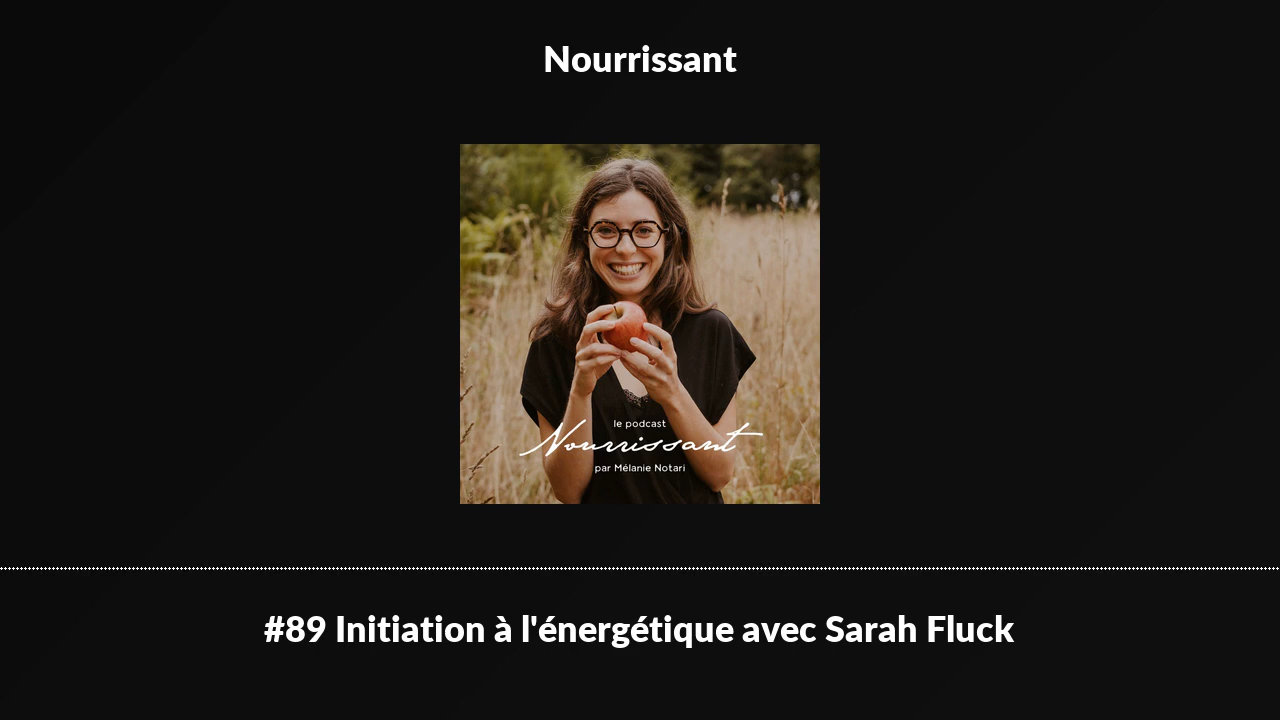 Nourrissant
le podcast
Nourrissant
par Mélanie Notari
#89 Initiation à l'énergétique avec Sarah Fluck